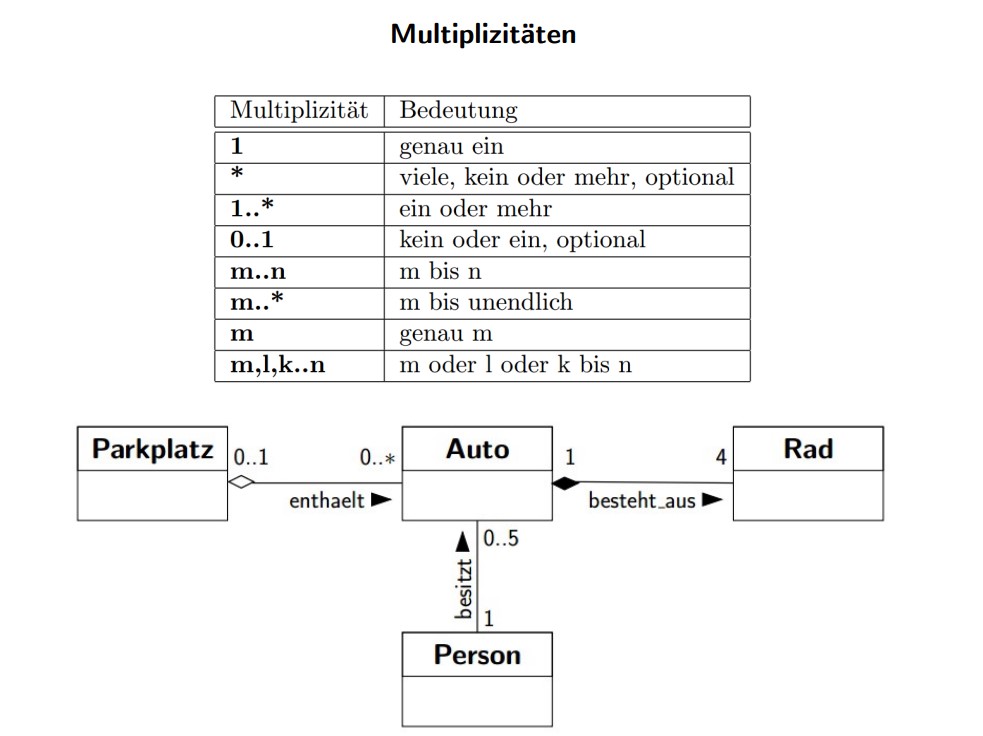 Multiplizitäten
Multiplizität Bedeutung
1 genau ein
* viele, kein oder mehr, optional
1..* ein oder mehr
0..1 kein oder ein, optional
m..n m bis n
m..* m bis unendlich
m genau m
m,l,k..n m oder l oder k bis n
Parkplatz 0..1 0..* Auto 1 4 Rad
enthaelt ► besteht_aus ►
0..5
besitzt ►
1
Person